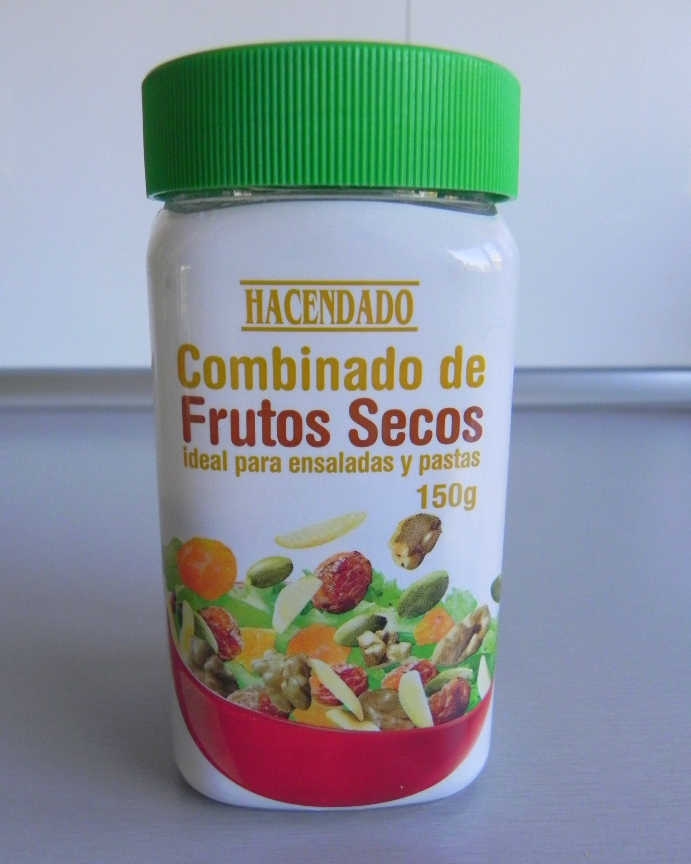 HACENDADO
Combinado de
Frutos Secos
ideal para ensaladas y pastas
150g